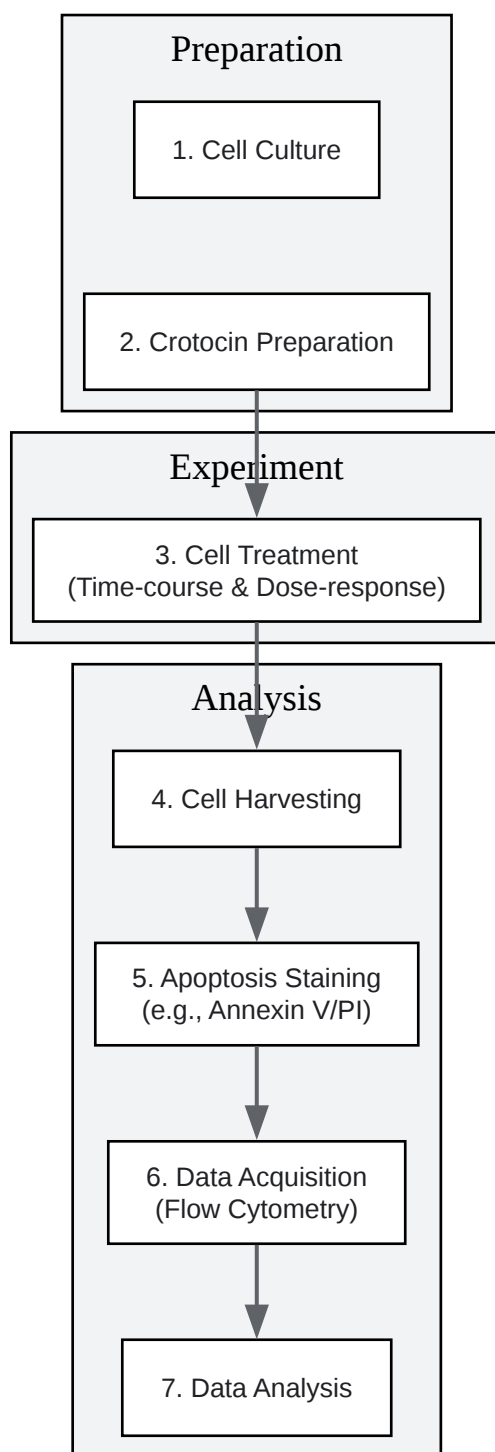 Preparation
1. Cell Culture
2. Crotocin Preparation
Experiment
3. Cell Treatment
(Time-course & Dose-response)
Analysis
4. Cell Harvesting
5. Apoptosis Staining
(e.g., Annexin V/PI)
6. Data Acquisition
(Flow Cytometry)
7. Data Analysis